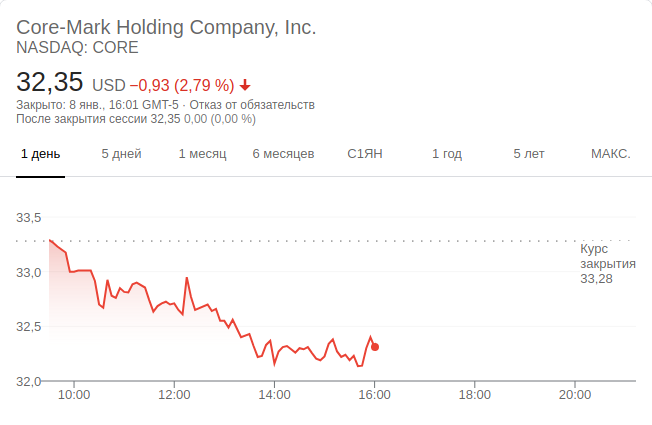 Core-Mark Holding Company, Inc.
NASDAQ: CORE
32,35 USD −0,93 (2,79 %)
Закрыто: 8 янв., 16:01 GMT-5 · Отказ от обязательств
После закрытия сессии 32,35 0,00 (0,00 %)
1 день 5 дней 1 месяц 6 месяцев С1ЯН 1 год 5 лет МАКС.
33,5
Курс
закрытия
33,28
33,0
32,5
32,0
10:00 12:00 14:00 16:00 18:00 20:00